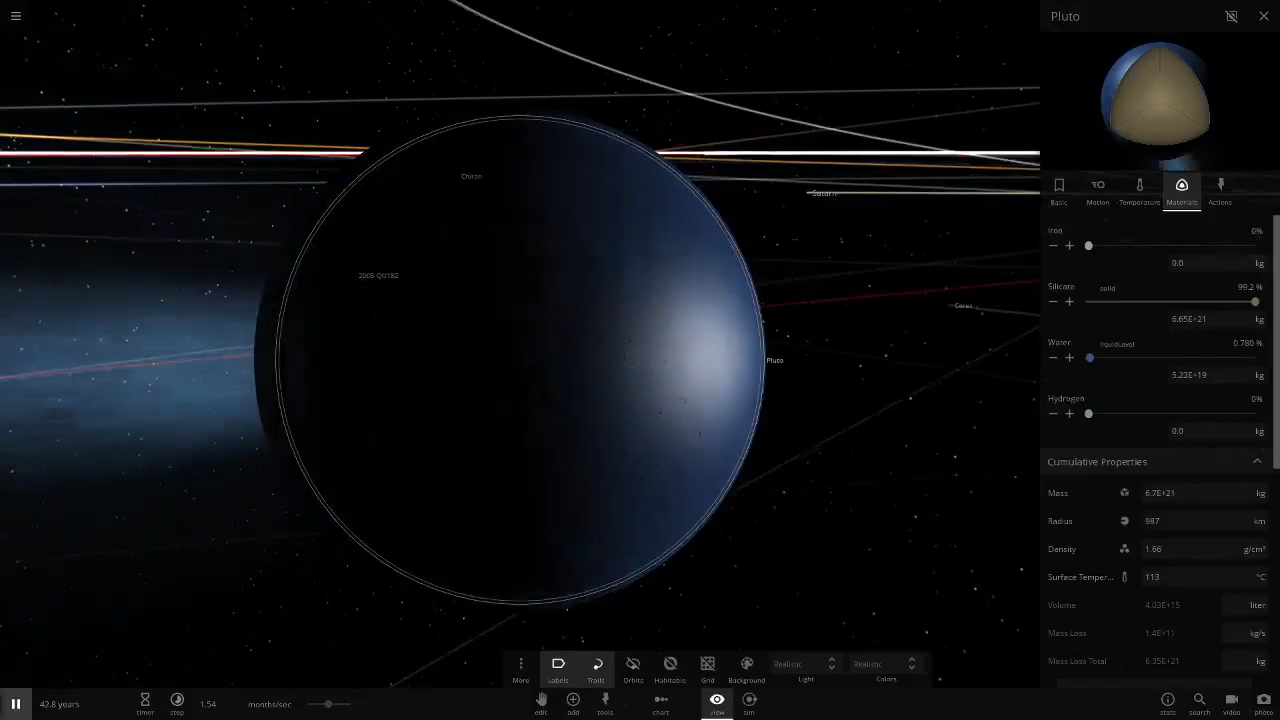 Pluto
Basic Motion Temperature Materials Actions
Iron 0%
0.0 kg
Silicate solid 99.2 %
6.65E+21 kg
Water liquidLevel 0.780 %
5.23E+19 kg
Hydrogen 0%
0.0 kg
Cumulative Properties
Mass 6.7E+21 kg
Radius 987 km
Density 1.66 g/cm³
Surface Temper... 113 °C
Volume 4.03E+15 liter
Mass Loss 1.4E+11 kg/s
Mass Loss Total 6.35E+21 kg
Chiron
Saturn
2005 QU182
Ceres
Pluto
More Labels Trails Orbits Habitable Grid Background Realistic Light Realistic Colors
42.8 years timer step 1.54 months/sec edit add tools chart view sim stats search video photo